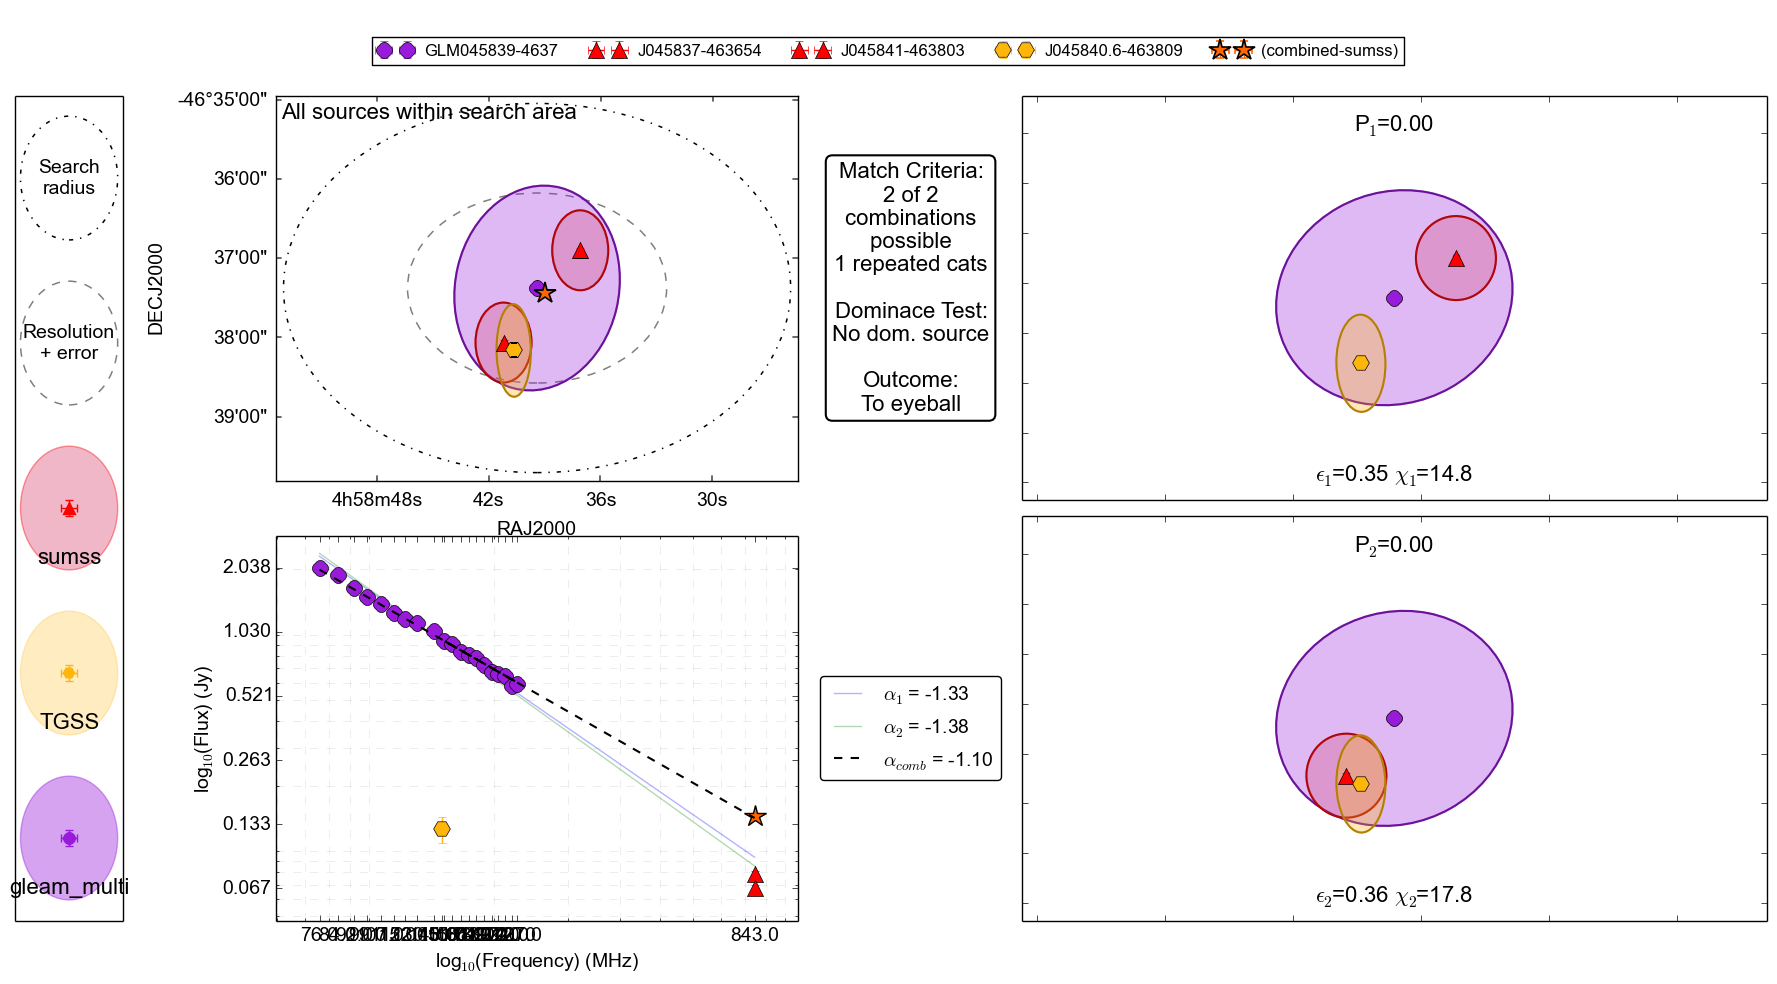 GLM045839-4637 J045837-463654 J045841-463803 J045840.6-463809 (combined-sumss)
Search
radius
Resolution
+ error
sumss
TGSS
gleam_multi
All sources within search area
DECJ2000
-46°35'00"
36'00"
37'00"
38'00"
39'00"
4h58m48s 42s 36s 30s
RAJ2000
Match Criteria:
2 of 2
combinations
possible
1 repeated cats
Dominace Test:
No dom. source
Outcome:
To eyeball
P1=0.00
ϵ1=0.35 χ1=14.8
log10(Flux) (Jy)
2.038
1.030
0.521
0.263
0.133
0.067
843.0
log10(Frequency) (MHz)
α1 = -1.33
α2 = -1.38
αcomb = -1.10
P2=0.00
ϵ2=0.36 χ2=17.8